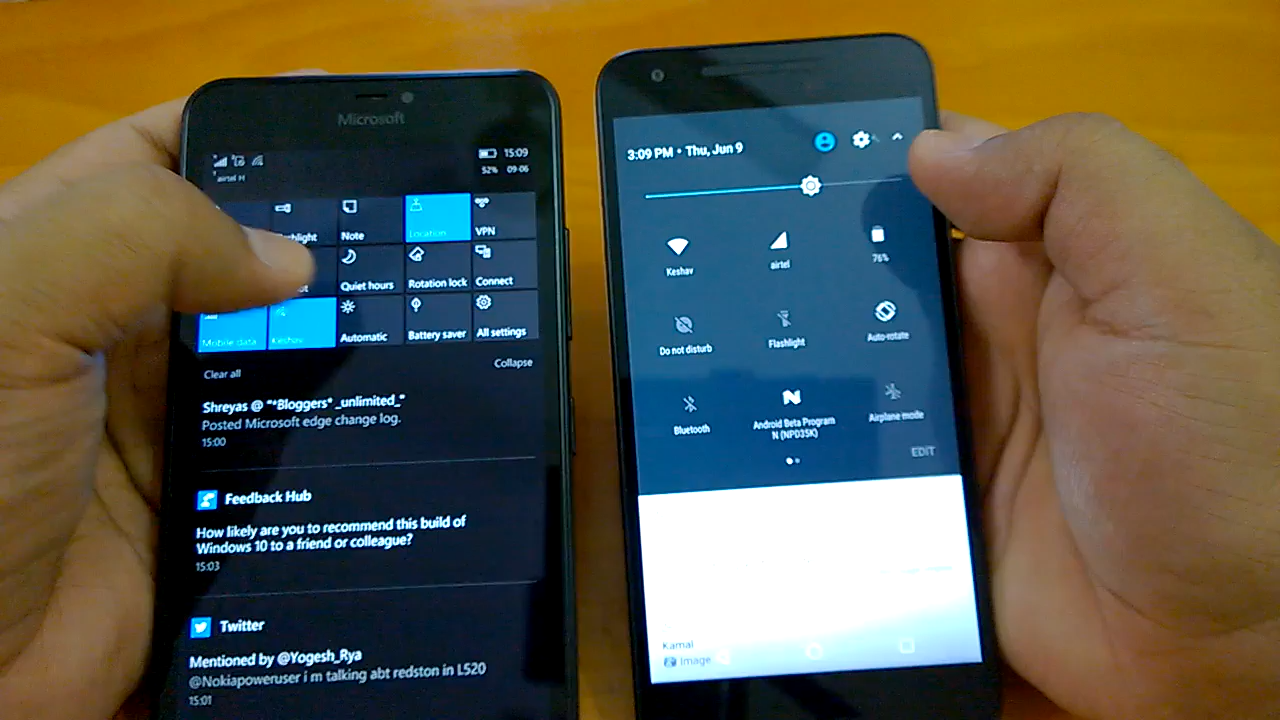 Microsoft
15:09
airtel H
52% 09-06
Note
Location
VPN
Quiet hours
Rotation lock
Connect
Mobile data
Keshav
Automatic
Battery saver
All settings
Clear all
Collapse
Shreyas @ "*Bloggers* _unlimited_"
Posted Microsoft edge change log.
15:00
Feedback Hub
How likely are you to recommend this build of
Windows 10 to a friend or colleague?
15:03
Twitter
Mentioned by @Yogesh_Rya
@Nokiapoweruser i m talking abt redston in L520
15:01
3:09 PM • Thu, Jun 9
Keshav
airtel
76%
Do not disturb
Flashlight
Auto-rotate
Bluetooth
Android Beta Program
N (NPD35K)
Airplane mode
EDIT
Kamal
Image